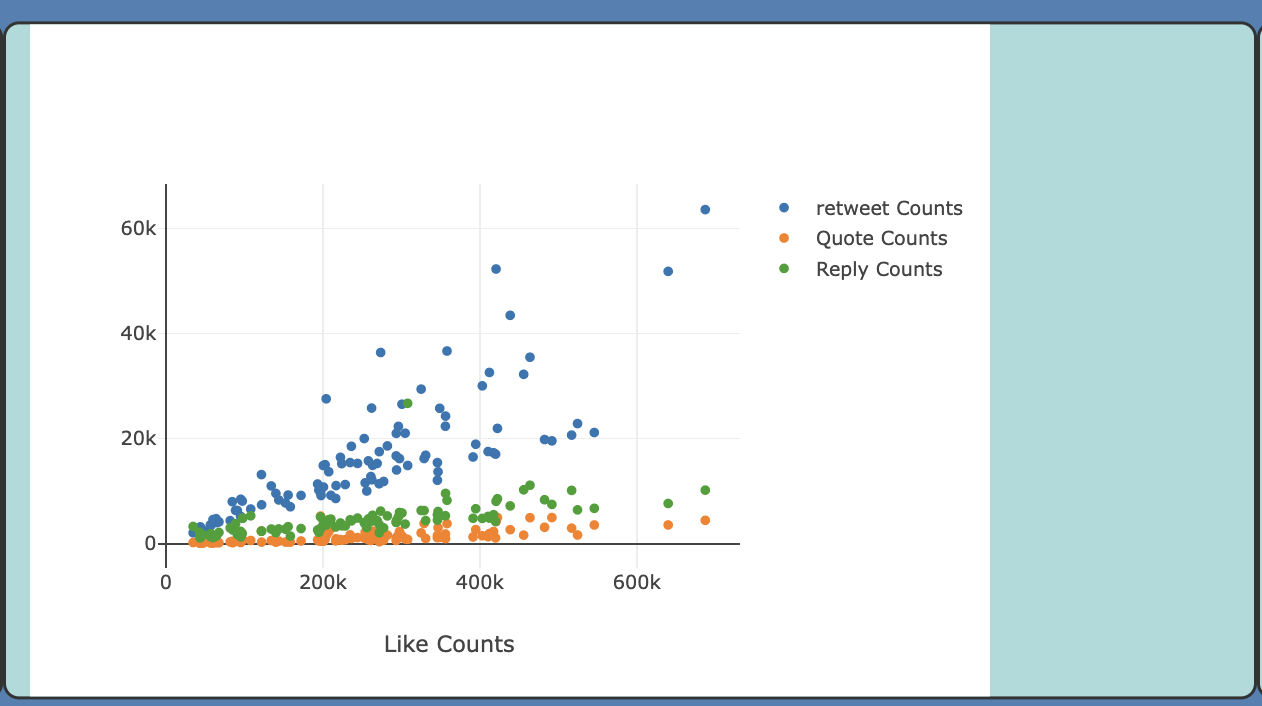 60k
40k
20k
0
0
200k
400k
600k
Like Counts
retweet Counts
Quote Counts
Reply Counts